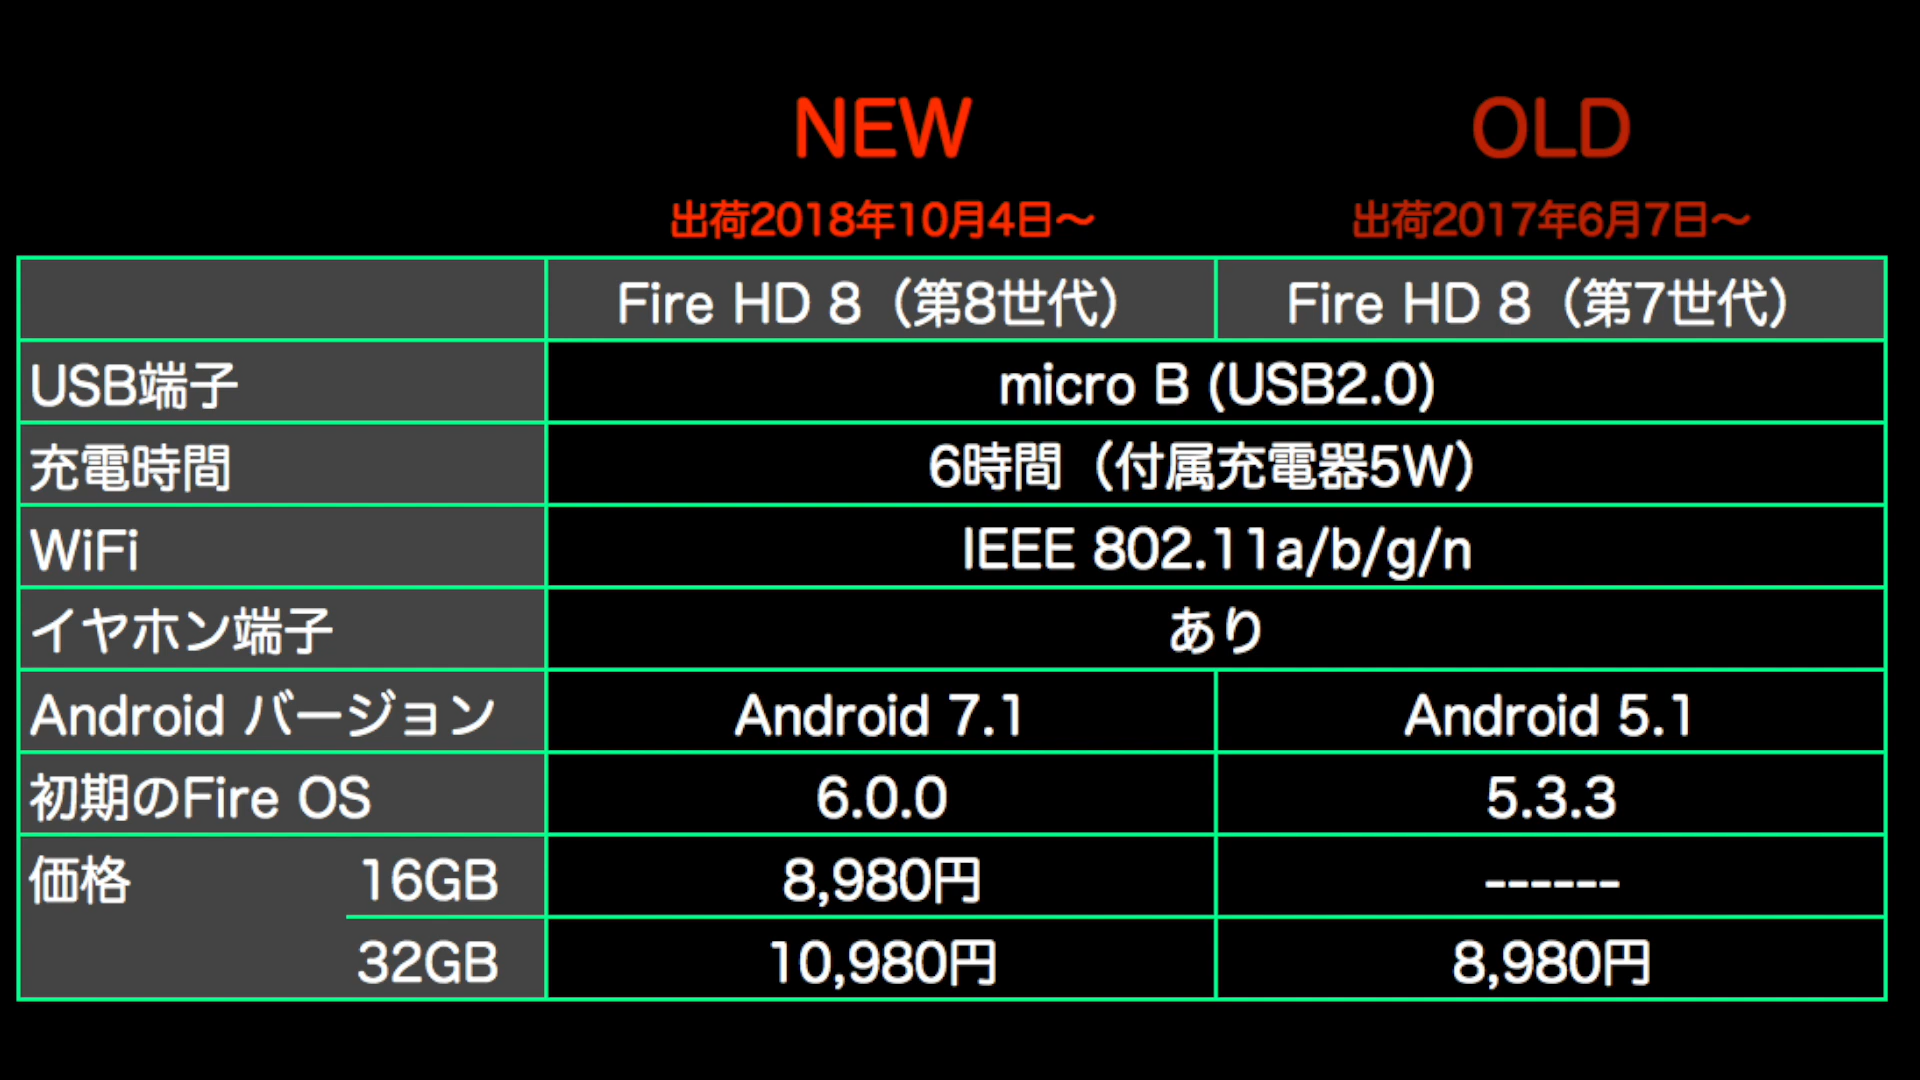 NEW OLD
出荷2018年10月4日〜 出荷2017年6月7日〜
Fire HD 8（第8世代） Fire HD 8（第7世代）
USB端子 micro B (USB2.0)
充電時間 6時間（付属充電器5W）
WiFi IEEE 802.11a/b/g/n
イヤホン端子 あり
Android バージョン Android 7.1 Android 5.1
初期のFire OS 6.0.0 5.3.3
価格 16GB 8,980円 ------
32GB 10,980円 8,980円